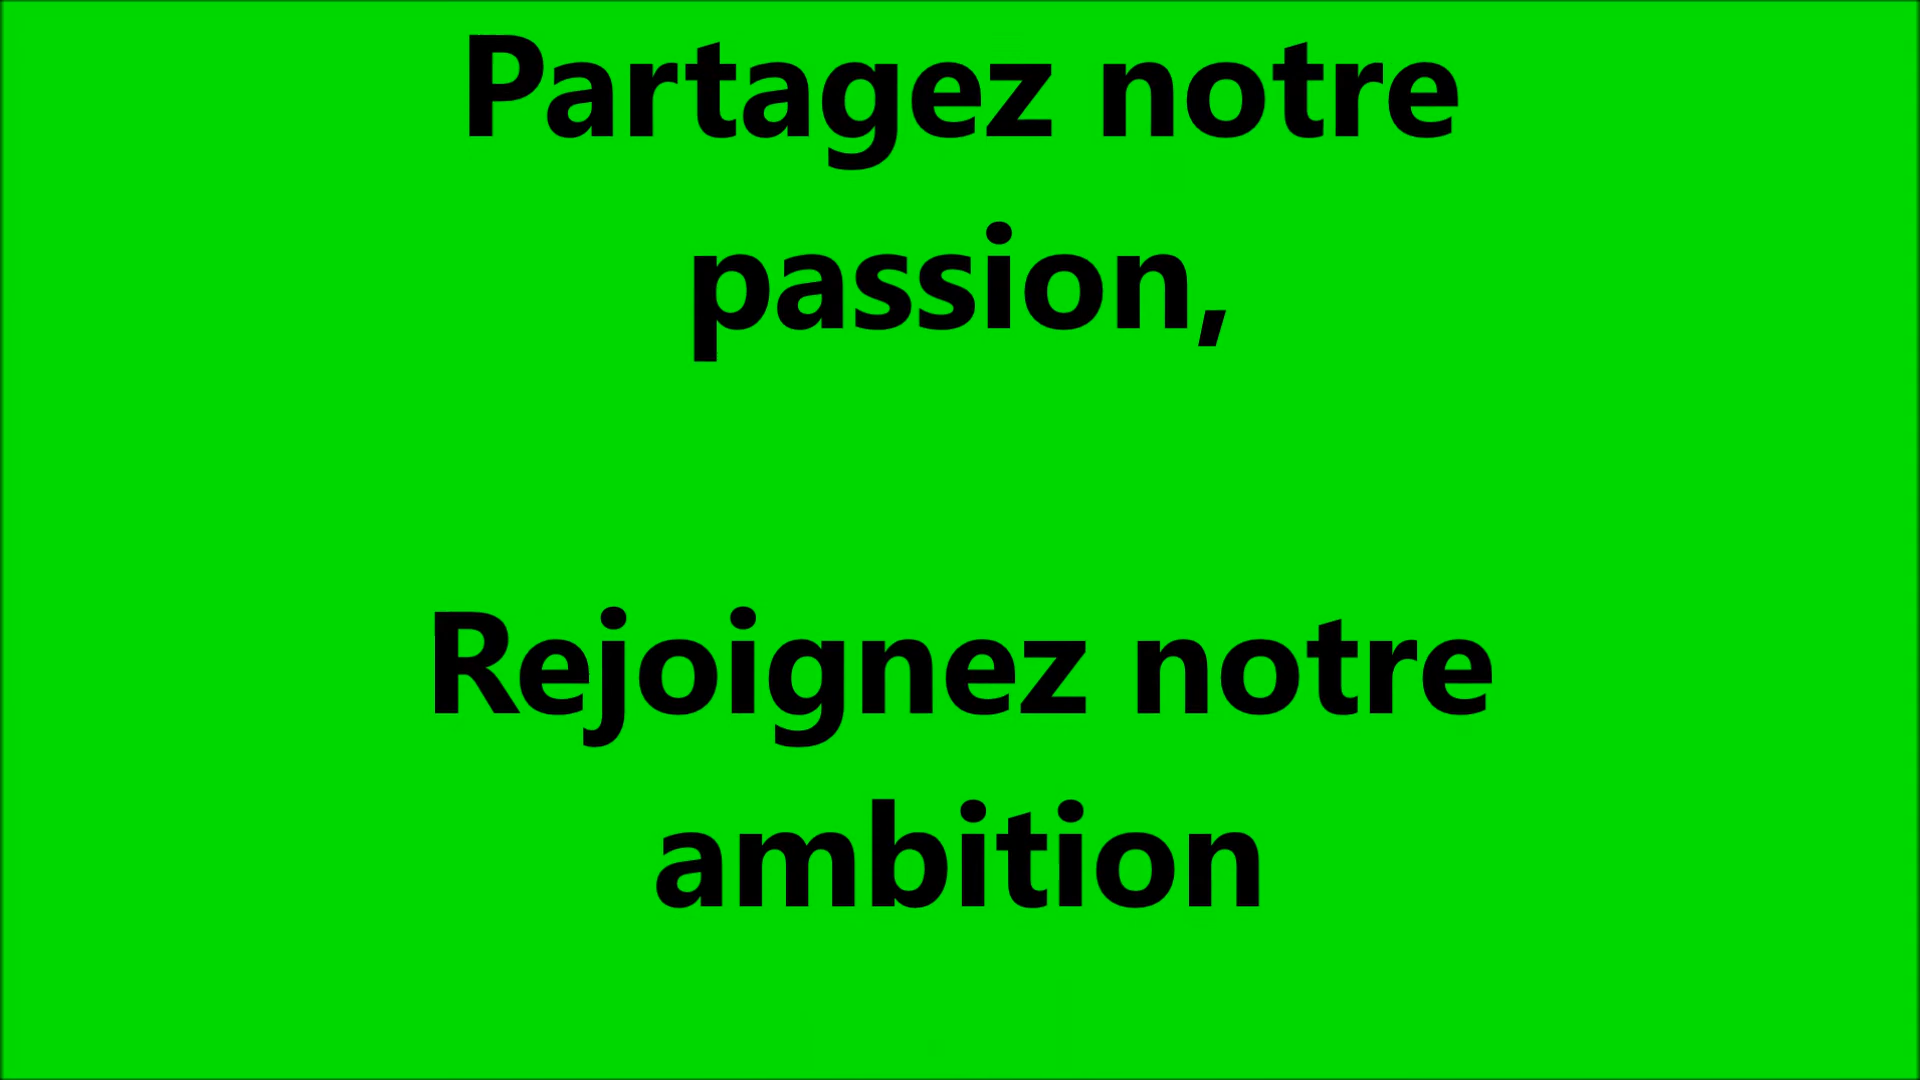 Partagez notre
passion,
Rejoignez notre
ambition